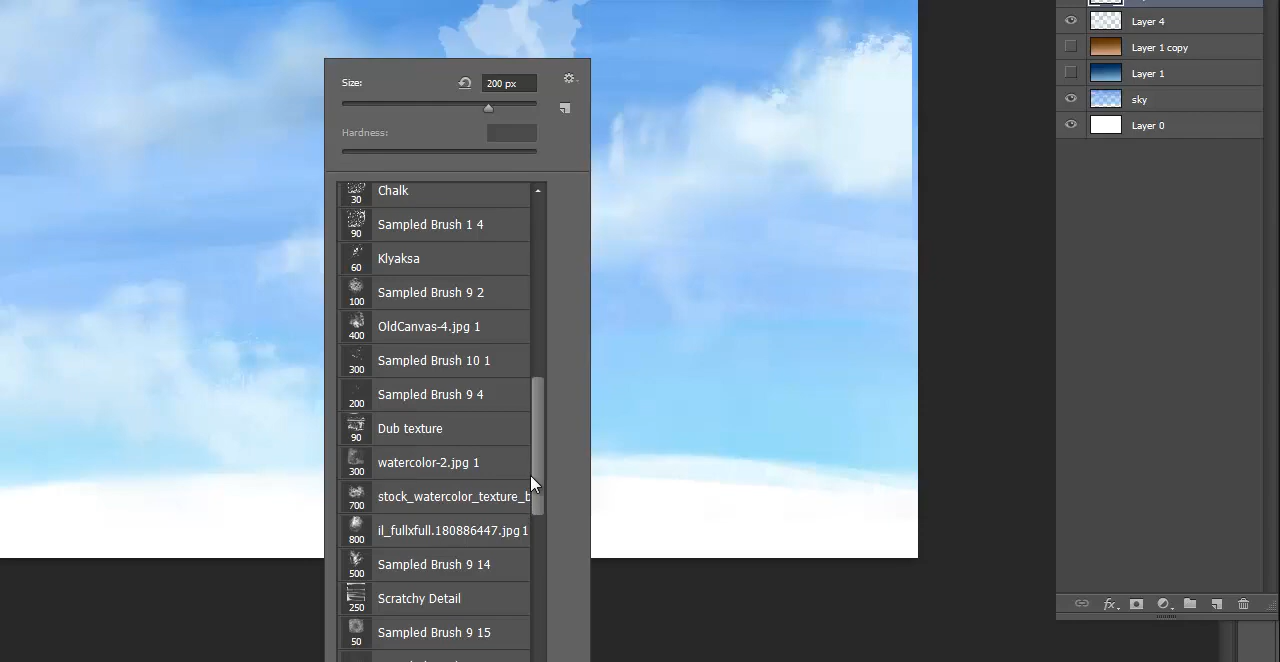 Size:
200 px
Hardness:
Chalk
30
Sampled Brush 1 4
90
Klyaksa
60
Sampled Brush 9 2
100
OldCanvas-4.jpg 1
400
Sampled Brush 10 1
300
Sampled Brush 9 4
200
Dub texture
90
watercolor-2.jpg 1
300
stock_watercolor_texture_b
700
il_fullxfull.180886447.jpg 1
800
Sampled Brush 9 14
500
Scratchy Detail
250
Sampled Brush 9 15
50
Layer 4
Layer 1 copy
Layer 1
sky
Layer 0
fx